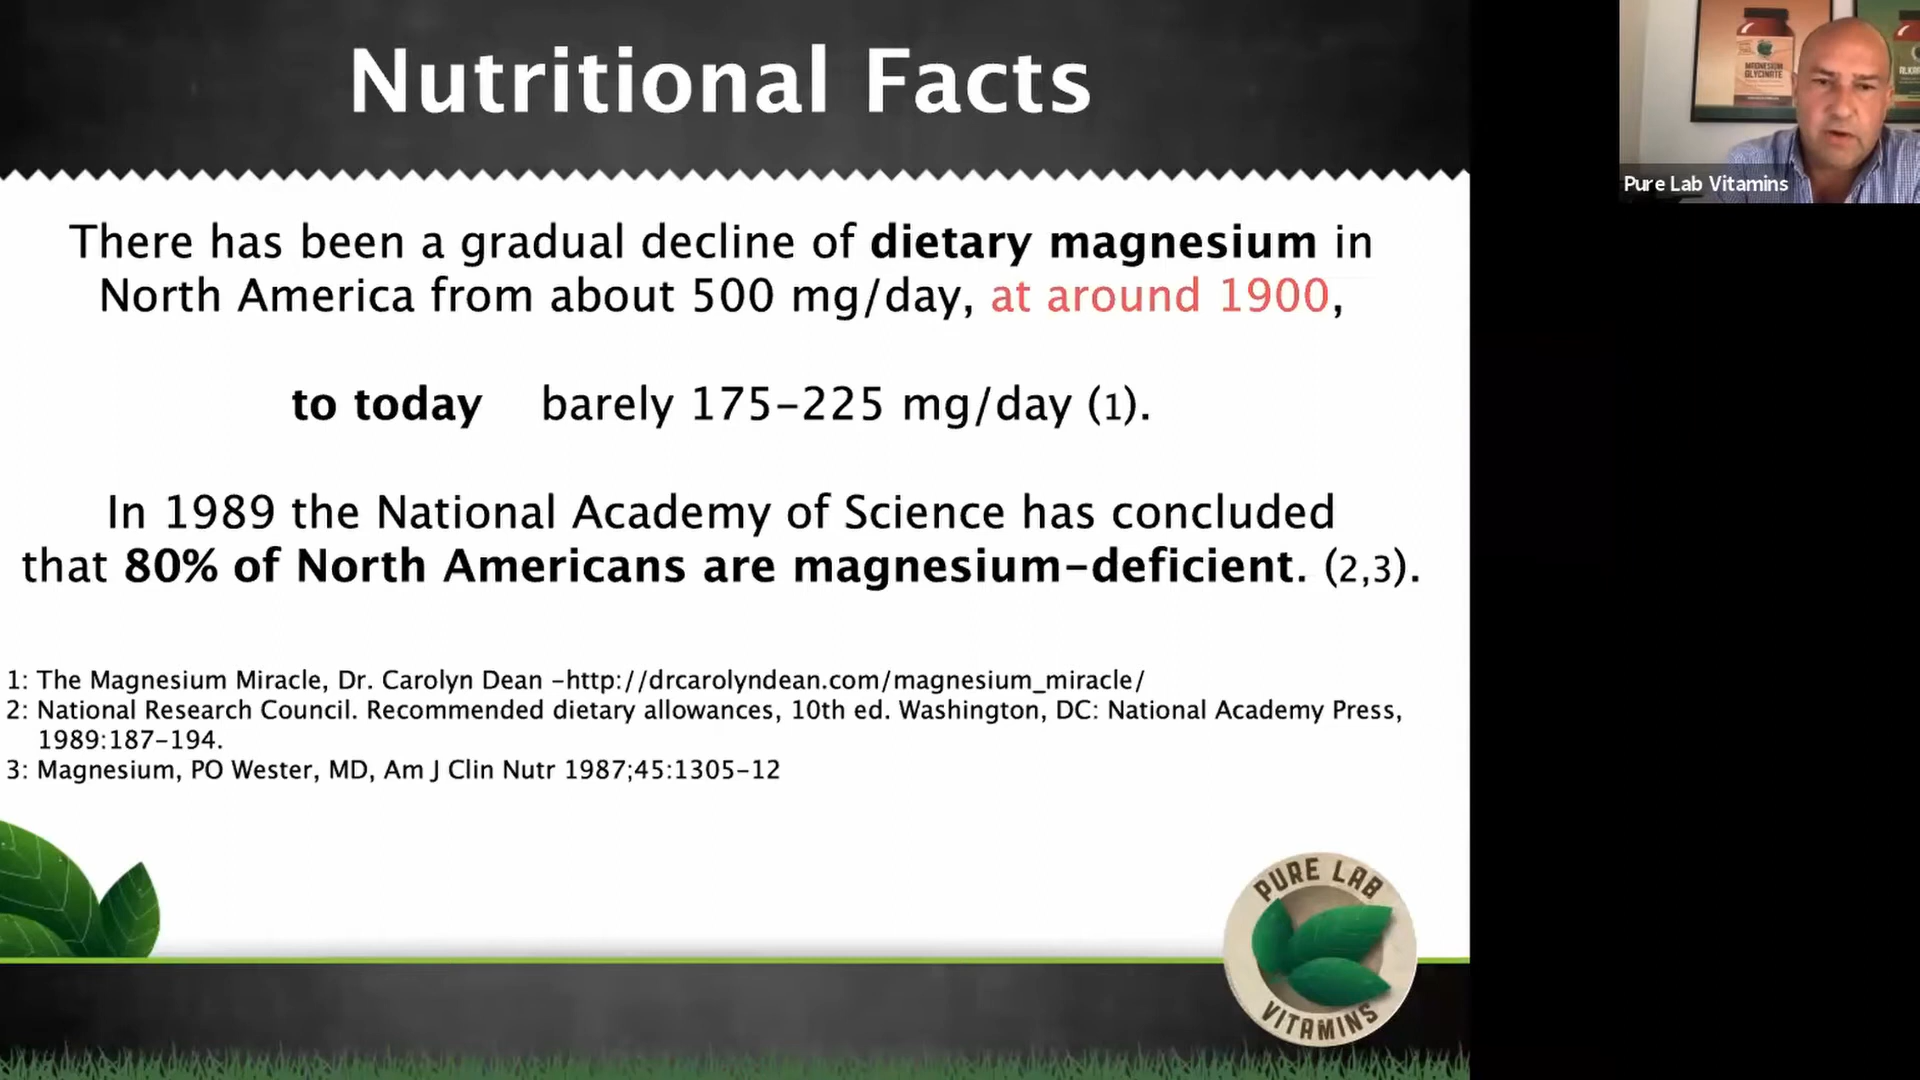 Nutritional Facts
There has been a gradual decline of dietary magnesium in
North America from about 500 mg/day, at around 1900,
to today barely 175-225 mg/day (1).
In 1989 the National Academy of Science has concluded
that 80% of North Americans are magnesium-deficient. (2,3).
1: The Magnesium Miracle, Dr. Carolyn Dean -http://drcarolyndean.com/magnesium_miracle/
2: National Research Council. Recommended dietary allowances, 10th ed. Washington, DC: National Academy Press,
1989:187-194.
3: Magnesium, PO Wester, MD, Am J Clin Nutr 1987;45:1305-12
PURE LAB
VITAMINS
MAGNESIUM
GLYCINATE
Pure Lab Vitamins